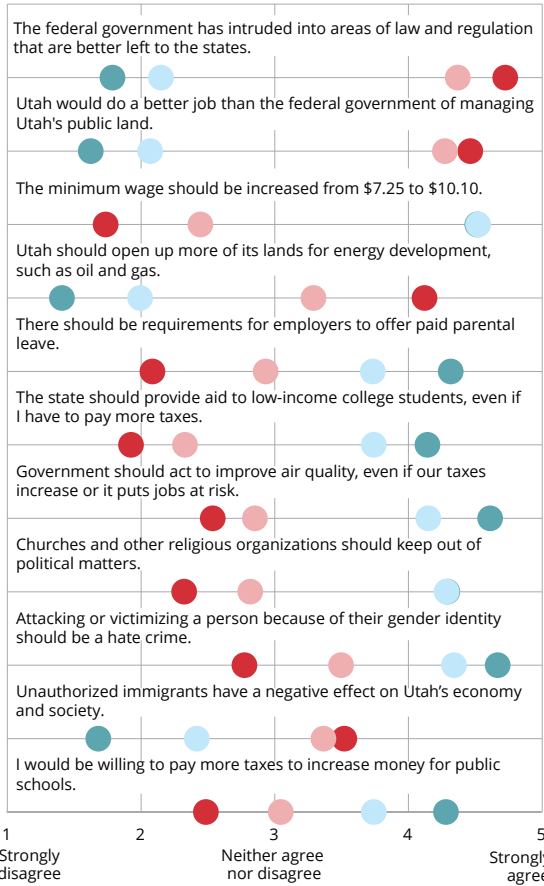 The federal government has intruded into areas of law and regulation
that are better left to the states.
Utah would do a better job than the federal government of managing
Utah's public land.
The minimum wage should be increased from $7.25 to $10.10.
Utah should open up more of its lands for energy development,
such as oil and gas.
There should be requirements for employers to offer paid parental
leave.
The state should provide aid to low-income college students, even if
I have to pay more taxes.
Government should act to improve air quality, even if our taxes
increase or it puts jobs at risk.
Churches and other religious organizations should keep out of
political matters.
Attacking or victimizing a person because of their gender identity
should be a hate crime.
Unauthorized immigrants have a negative effect on Utah’s economy
and society.
I would be willing to pay more taxes to increase money for public
schools.
1 2 3 4 5
Strongly Neither agree Strongly
disagree nor disagree agree